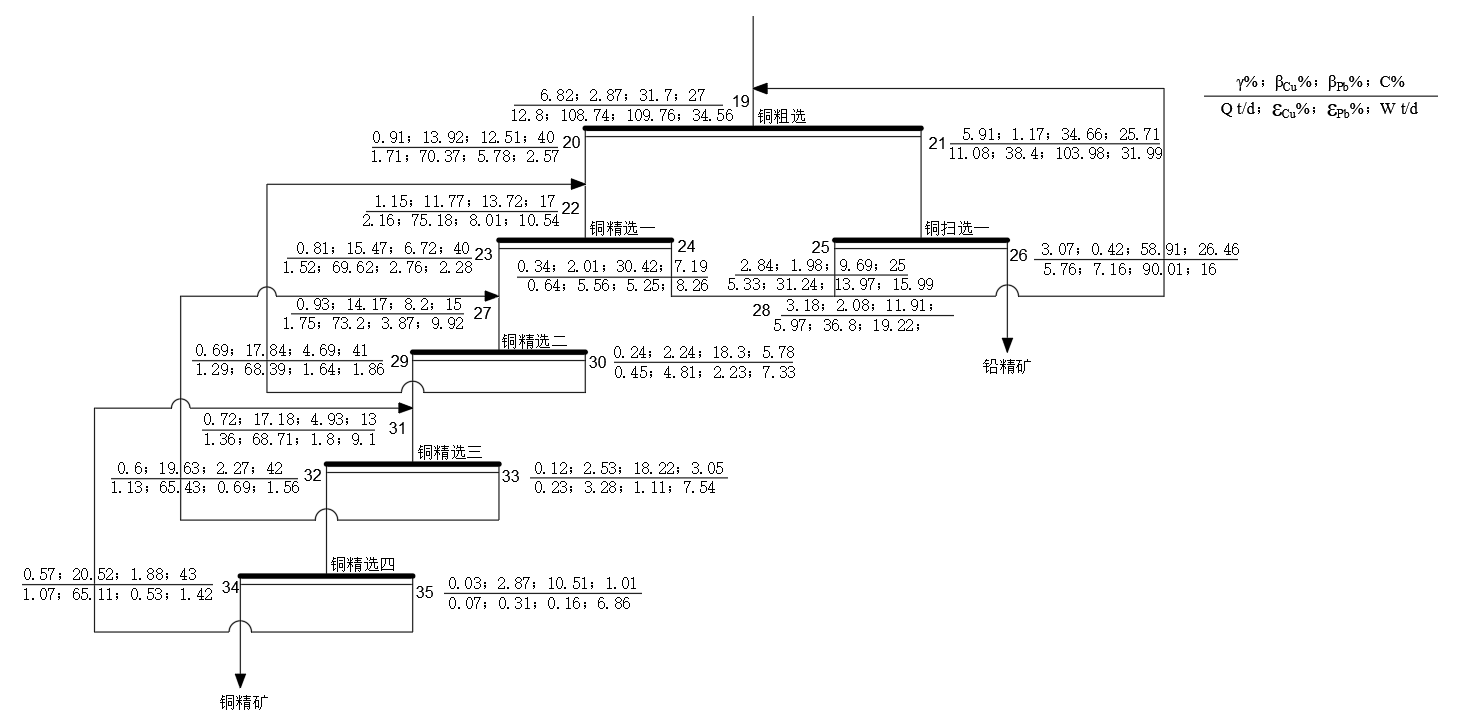 γ%; βCu%; βPb%; C%
Q t/d; εCu%; εPb%; W t/d
6.82; 2.87; 31.7; 27
12.8; 108.74; 109.76; 34.56
19
铜粗选
0.91; 13.92; 12.51; 40
1.71; 70.37; 5.78; 2.57
20
21
5.91; 1.17; 34.66; 25.71
11.08; 38.4; 103.98; 31.99
1.15; 11.77; 13.72; 17
2.16; 75.18; 8.01; 10.54
22
铜精选一
铜扫选一
0.81; 15.47; 6.72; 40
1.52; 69.62; 2.76; 2.28
23
24
0.34; 2.01; 30.42; 7.19
0.64; 5.56; 5.25; 8.26
25
2.84; 1.98; 9.69; 25
5.33; 31.24; 13.97; 15.99
26
3.07; 0.42; 58.91; 26.46
5.76; 7.16; 90.01; 16
0.93; 14.17; 8.2; 15
1.75; 73.2; 3.87; 9.92
27
28
3.18; 2.08; 11.91;
5.97; 36.8; 19.22;
铜精选二
0.69; 17.84; 4.69; 41
1.29; 68.39; 1.64; 1.86
29
30
0.24; 2.24; 18.3; 5.78
0.45; 4.81; 2.23; 7.33
铅精矿
0.72; 17.18; 4.93; 13
1.36; 68.71; 1.8; 9.1
31
铜精选三
0.6; 19.63; 2.27; 42
1.13; 65.43; 0.69; 1.56
32
33
0.12; 2.53; 18.22; 3.05
0.23; 3.28; 1.11; 7.54
铜精选四
0.57; 20.52; 1.88; 43
1.07; 65.11; 0.53; 1.42
34
35
0.03; 2.87; 10.51; 1.01
0.07; 0.31; 0.16; 6.86
铜精矿